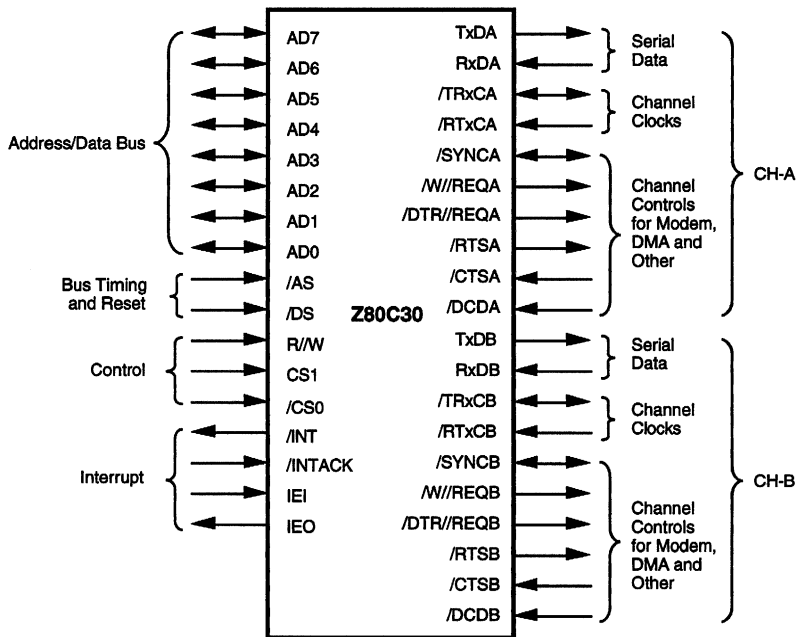 AD7
AD6
AD5
AD4
AD3
AD2
AD1
AD0
/AS
/DS
R//W
CS1
/CS0
/INT
/INTACK
IEI
IEO
Address/Data Bus
Bus Timing
and Reset
Control
Interrupt
Z80C30
TxDA
RxDA
/TRxCA
/RTxCA
/SYNCA
/W//REQA
/DTR//REQA
/RTSA
/CTSA
/DCDA
TxDB
RxDB
/TRxCB
/RTxCB
/SYNCB
/W//REQB
/DTR//REQB
/RTSB
/CTSB
/DCDB
Serial
Data
Channel
Clocks
Channel
Controls
for Modem,
DMA and
Other
CH-A
Serial
Data
Channel
Clocks
Channel
Controls
for Modem,
DMA and
Other
CH-B